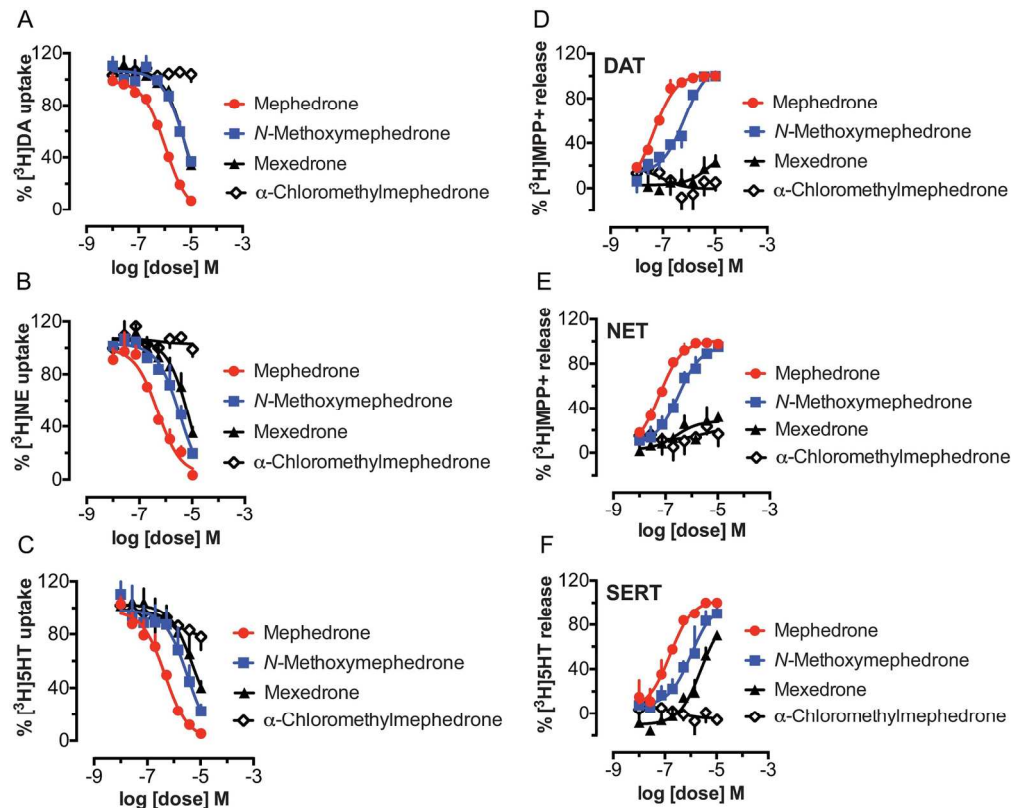 A
% [³H]DA uptake
120
80
40
0
-9
-7
-5
-3
log [dose] M
Mephedrone
N-Methoxymephedrone
Mexedrone
α-Chloromethylmephedrone
B
% [³H]NE uptake
120
80
40
0
-9
-7
-5
-3
log [dose] M
Mephedrone
N-Methoxymephedrone
Mexedrone
α-Chloromethylmephedrone
C
% [³H]5HT uptake
120
80
40
0
-9
-7
-5
-3
log [dose] M
Mephedrone
N-Methoxymephedrone
Mexedrone
α-Chloromethylmephedrone
D
DAT
% [³H]MPP+ release
120
80
40
0
-9
-7
-5
-3
log [dose] M
Mephedrone
N-Methoxymephedrone
Mexedrone
α-Chloromethylmephedrone
E
NET
% [³H]MPP+ release
120
80
40
0
-9
-7
-5
-3
log [dose] M
Mephedrone
N-Methoxymephedrone
Mexedrone
α-Chloromethylmephedrone
F
SERT
% [³H]5HT release
120
80
40
0
-9
-7
-5
-3
log [dose] M
Mephedrone
N-Methoxymephedrone
Mexedrone
α-Chloromethylmephedrone